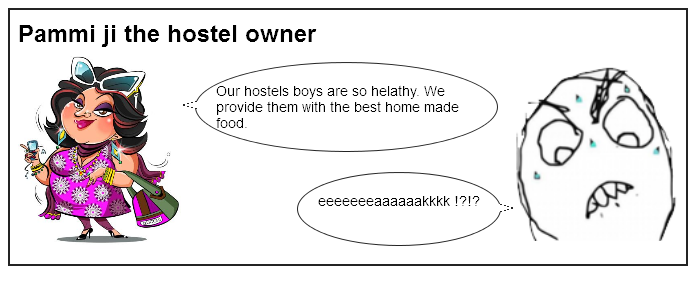 Pammi ji the hostel owner
Our hostels boys are so helathy. We
provide them with the best home made
food.
eeeeeeeaaaaaakkkk !?!?